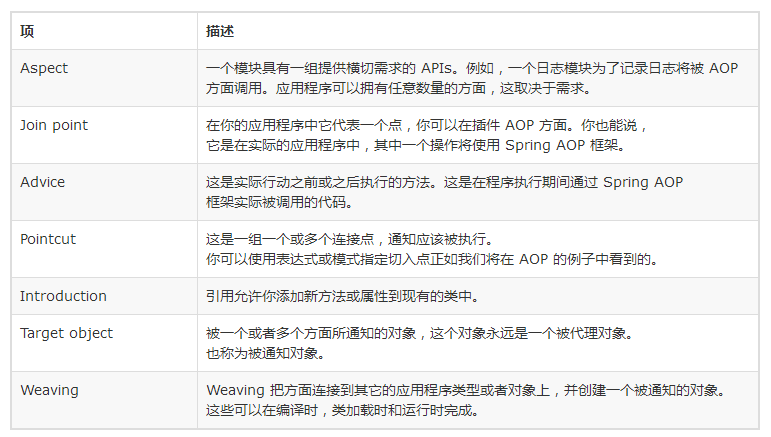 项 描述
Aspect 一个模块具有一组提供横切需求的 APIs。例如，一个日志模块为了记录日志将被 AOP
方面调用。应用程序可以拥有任意数量的方面，这取决于需求。
Join point 在你的应用程序中它代表一个点，你可以在插件 AOP 方面。你也能说，
它是在实际的应用程序中，其中一个操作将使用 Spring AOP 框架。
Advice 这是实际行动之前或之后执行的方法。这是在程序执行期间通过 Spring AOP
框架实际被调用的代码。
Pointcut 这是一组一个或多个连接点，通知应该被执行。
你可以使用表达式或模式指定切入点正如我们将在 AOP 的例子中看到的。
Introduction 引用允许你添加新方法或属性到现有的类中。
Target object 被一个或者多个方面所通知的对象，这个对象永远是一个被代理对象。
也称为被通知对象。
Weaving Weaving 把方面连接到其它的应用程序类型或者对象上，并创建一个被通知的对象。
这些可以在编译时，类加载时和运行时完成。